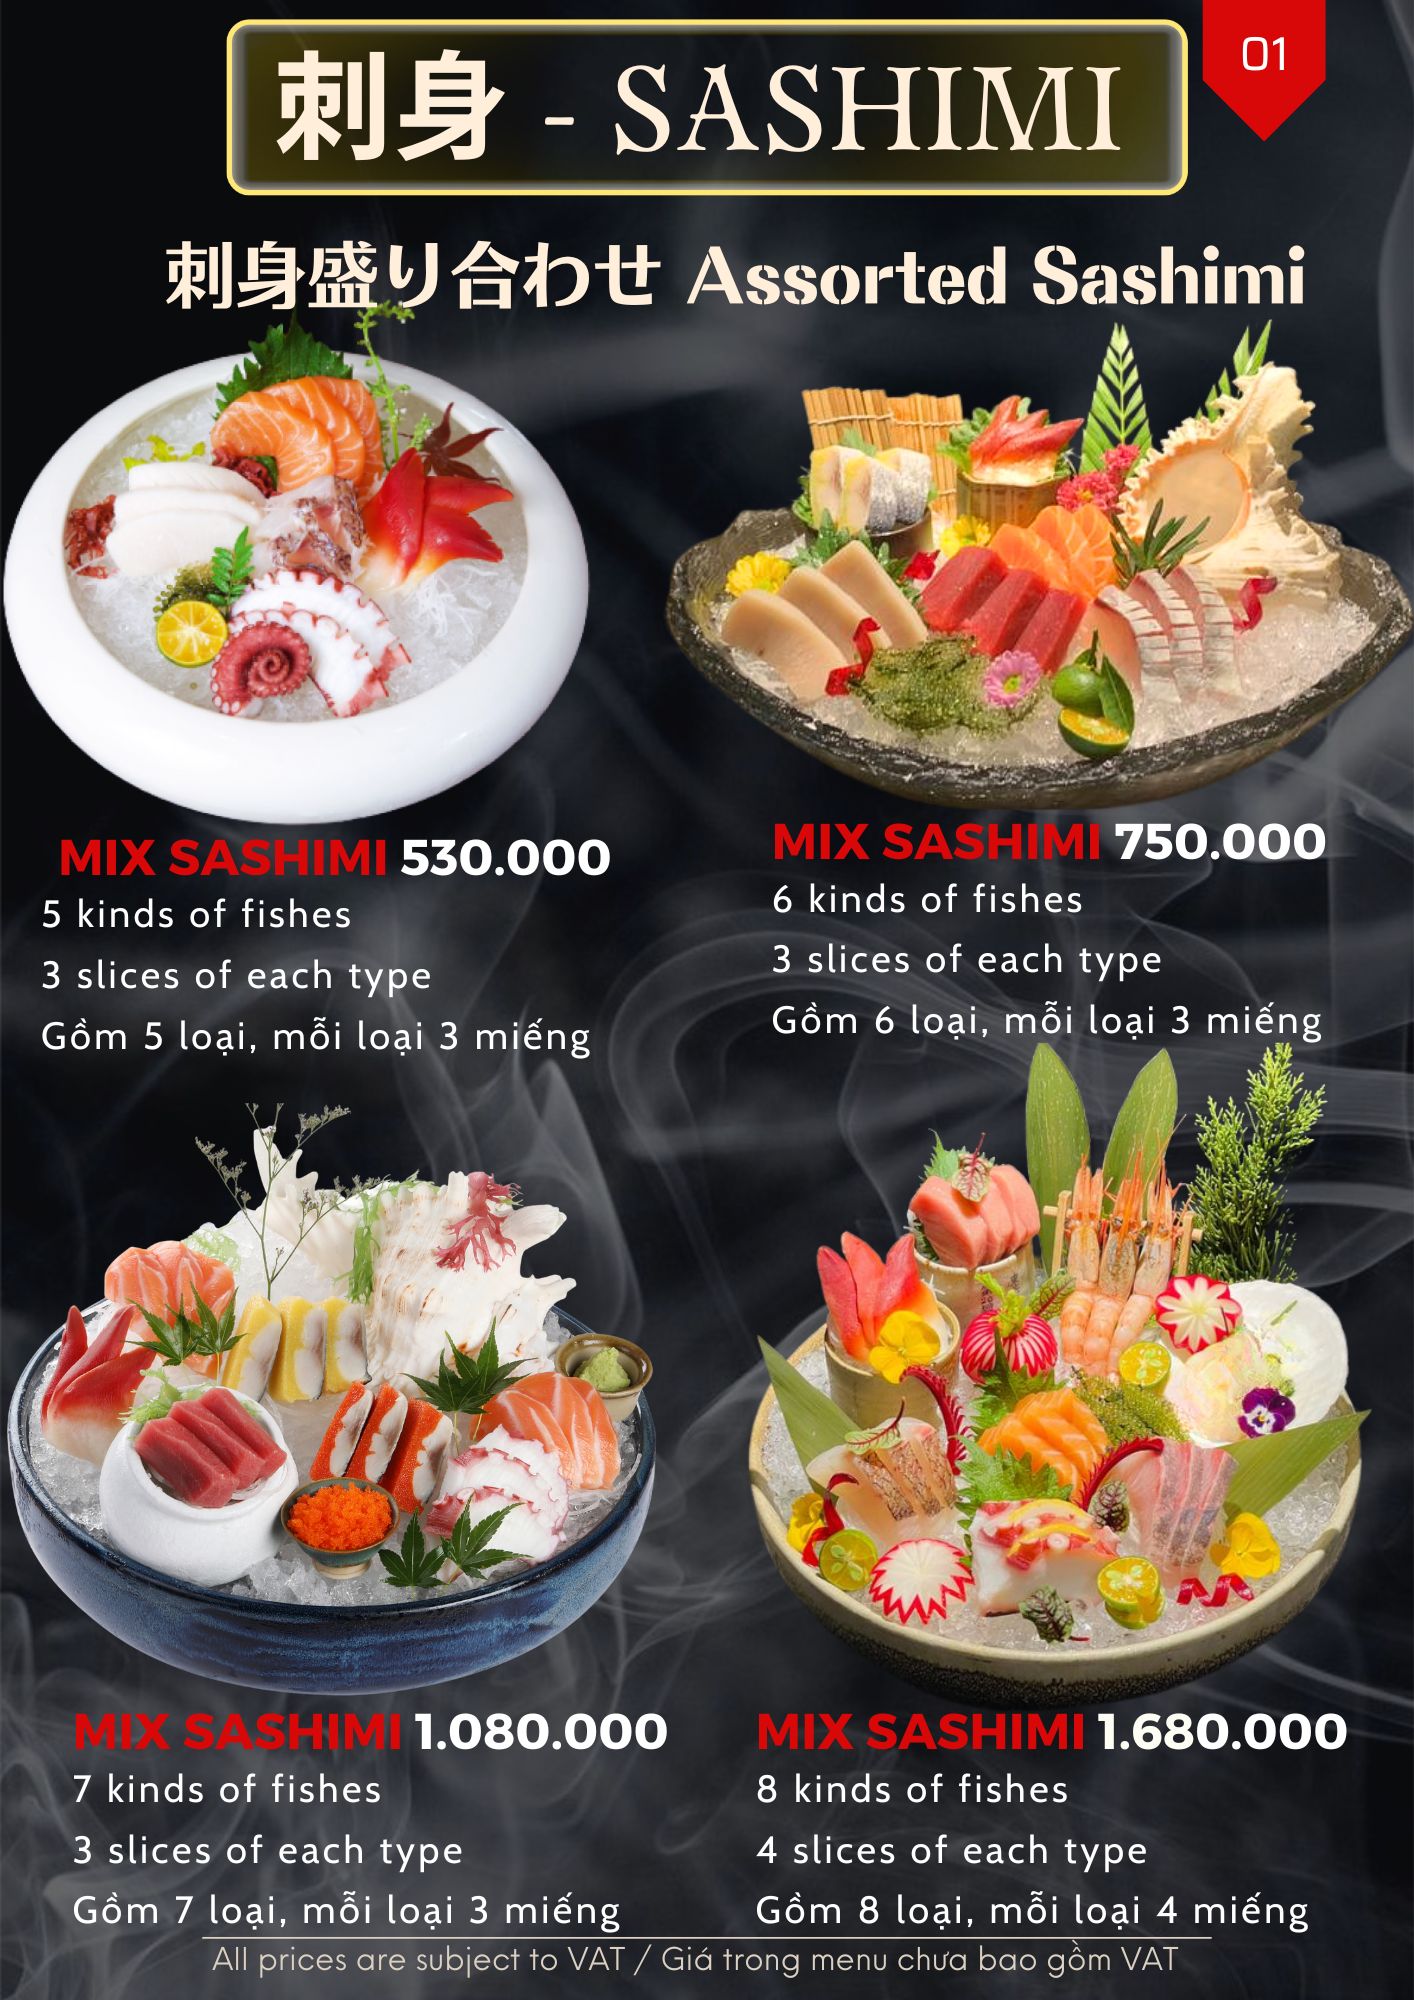 刺身 - SASHIMI
01
刺身盛り合わせ Assorted Sashimi
MIX SASHIMI 530.000
5 kinds of fishes
3 slices of each type
Gồm 5 loại, mỗi loại 3 miếng
MIX SASHIMI 750.000
6 kinds of fishes
3 slices of each type
Gồm 6 loại, mỗi loại 3 miếng
MIX SASHIMI 1.080.000
7 kinds of fishes
3 slices of each type
Gồm 7 loại, mỗi loại 3 miếng
MIX SASHIMI 1.680.000
8 kinds of fishes
4 slices of each type
Gồm 8 loại, mỗi loại 4 miếng
All prices are subject to VAT / Giá trong menu chưa bao gồm VAT